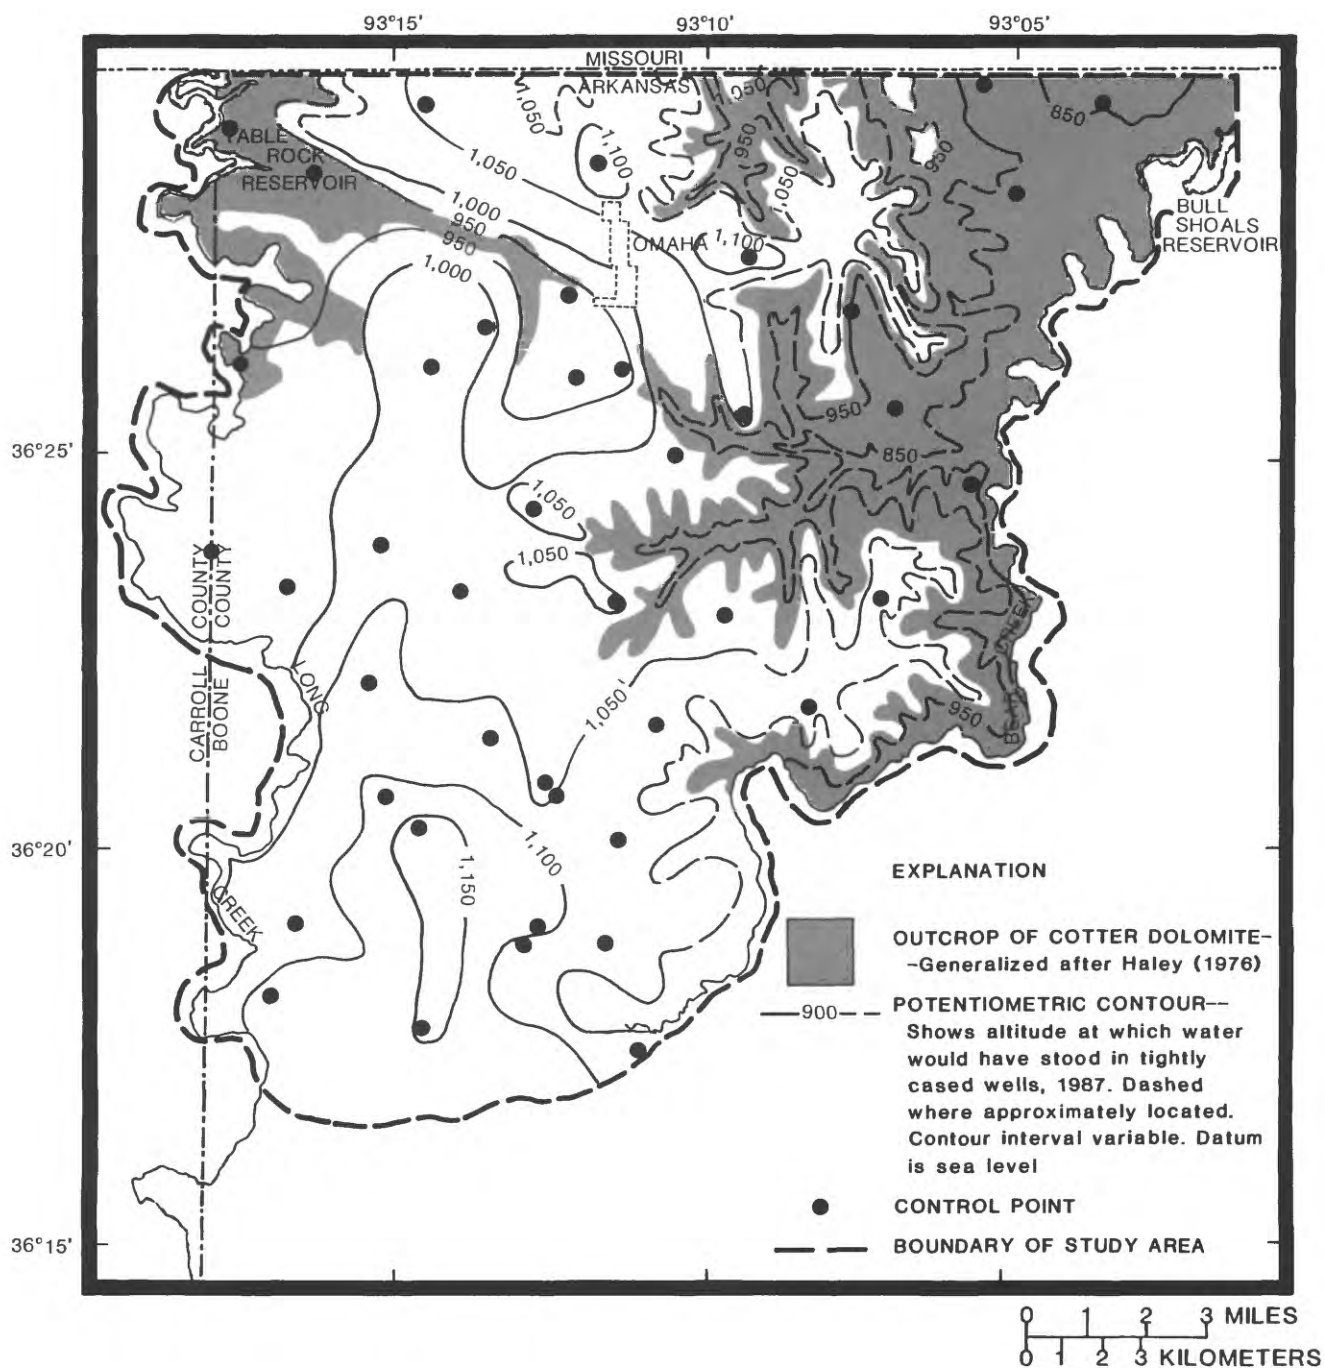 93°15'
93°10'
93°05'
MISSOURI
ARKANSAS
1,050
1,050
850
TABLE
ROCK
RESERVOIR
1,050
1,100
950
950
1,050
1,000
950
950
1,000
OMAHA
1,100
BULL
SHOALS
RESERVOIR
950
36°25'
850
1,050
1,050
CARROLL COUNTY
BOONE COUNTY
LONG
CREEK
BEAR CREEK
1,050
950
36°20'
1,100
1,150
EXPLANATION
OUTCROP OF COTTER DOLOMITE-
-Generalized after Haley (1976)
900
POTENTIOMETRIC CONTOUR--
Shows altitude at which water
would have stood in tightly
cased wells, 1987. Dashed
where approximately located.
Contour interval variable. Datum
is sea level
CONTROL POINT
36°15'
BOUNDARY OF STUDY AREA
0 1 2 3 MILES
0 1 2 3 KILOMETERS